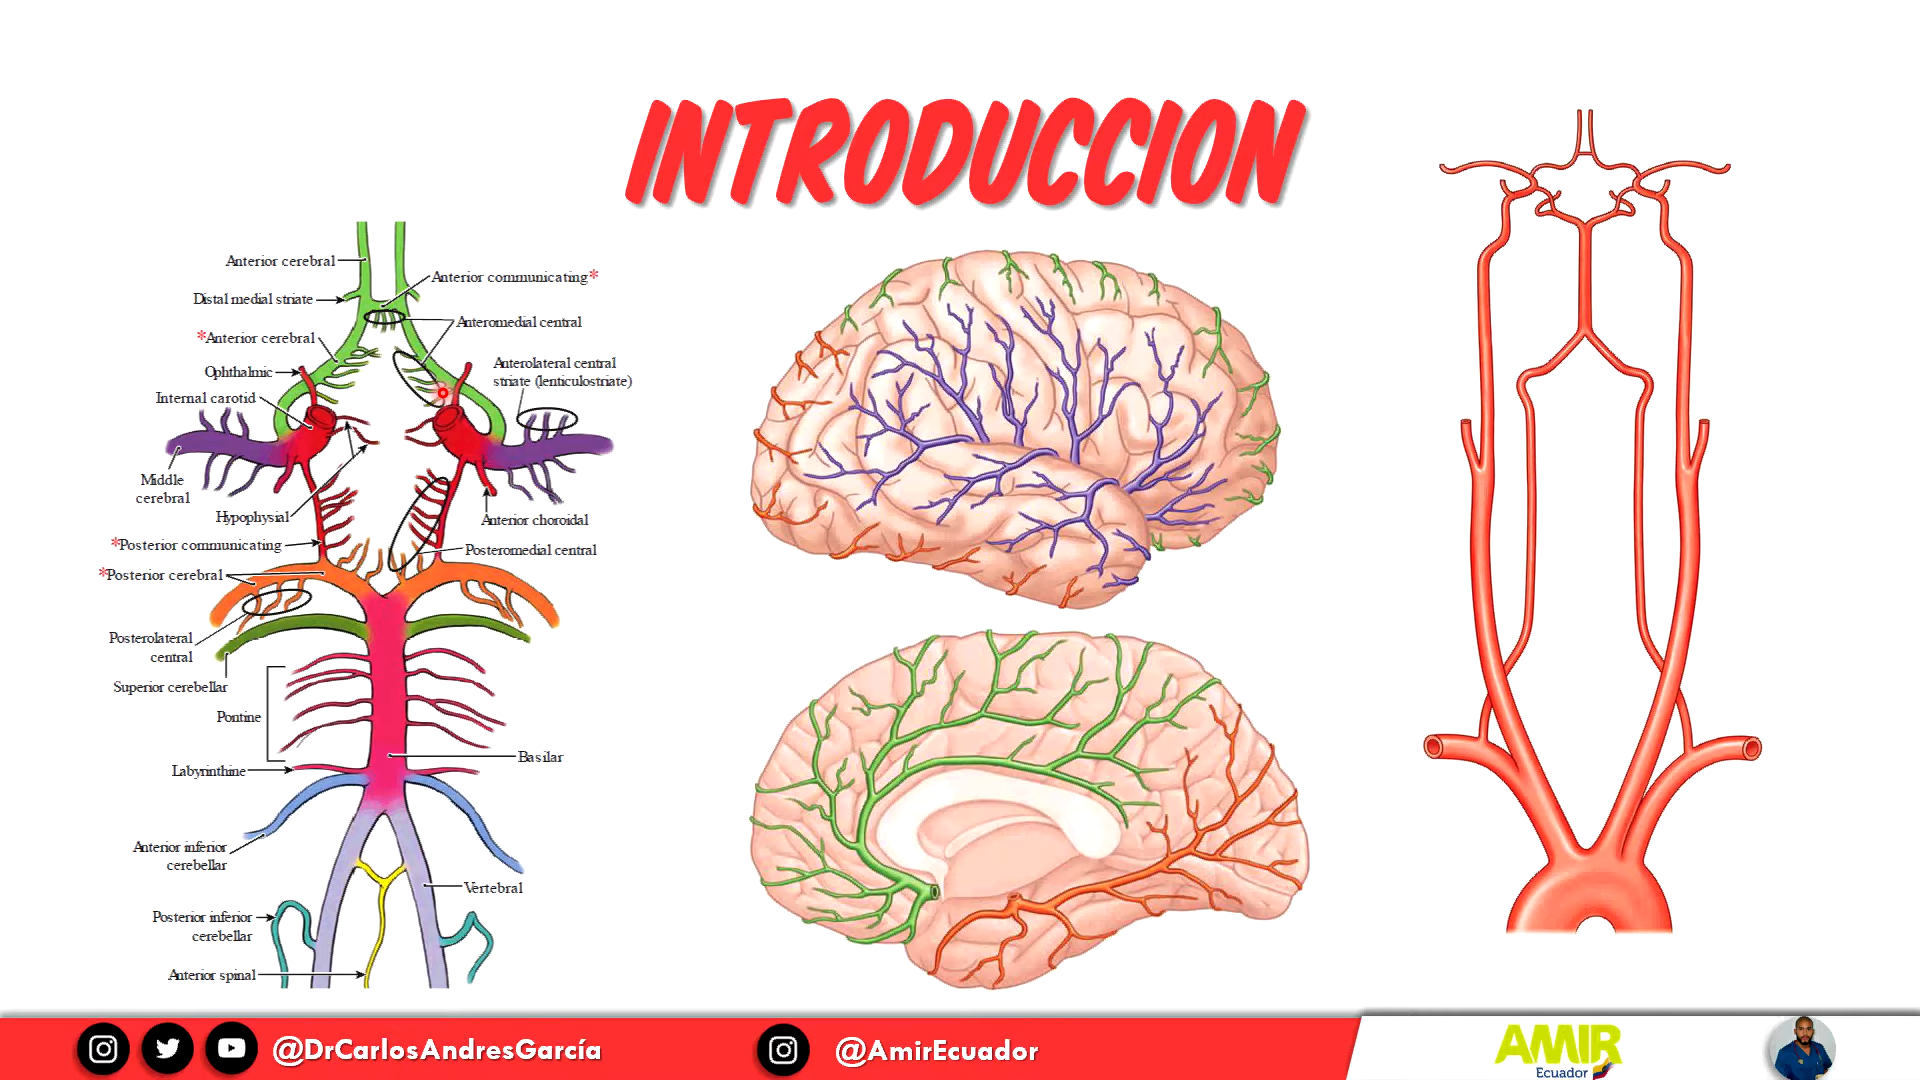 INTRODUCCION
Anterior cerebral
Anterior communicating*
Distal medial striate
Anteromedial central
*Anterior cerebral
Anterolateral central
striate (lenticulostriate)
Ophthalmic
Internal carotid
Middle
cerebral
Hypophysial
Anterior choroidal
*Posterior communicating
Posteromedial central
*Posterior cerebral
Posterolateral
central
Superior cerebellar
Pontine
Basilar
Labyrinthine
Anterior inferior
cerebellar
Vertebral
Posterior inferior
cerebellar
Anterior spinal
@DrCarlosAndresGarcía
@AmirEcuador
AMIR
Ecuador